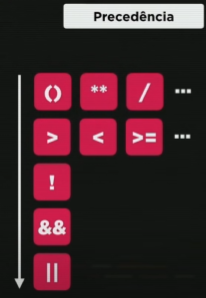 Precedência
() ** / ...
> < >= ...
!
&&
||